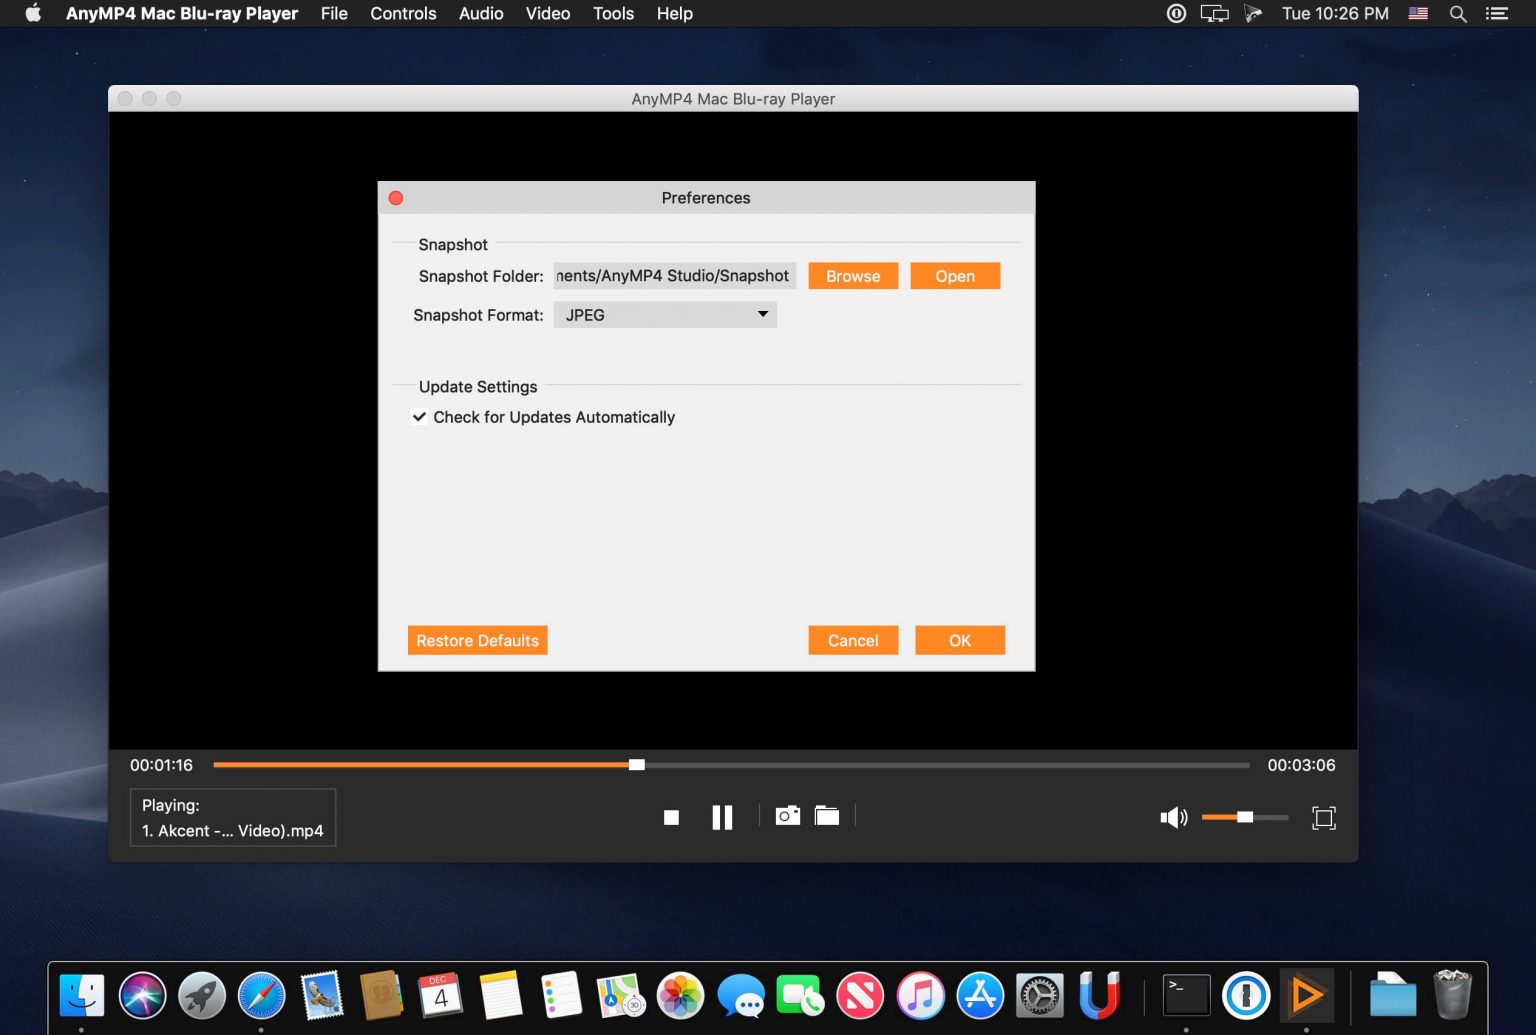 AnyMP4 Mac Blu-ray Player File Controls Audio Video Tools Help Tue 10:26 PM
AnyMP4 Mac Blu-ray Player
Preferences
Snapshot
Snapshot Folder: ments/AnyMP4 Studio/Snapshot Browse Open
Snapshot Format: JPEG
Update Settings
Check for Updates Automatically
Restore Defaults Cancel OK
00:01:16 00:03:06
Playing:
1. Akcent -... Video).mp4
DEC
4
3D
>_